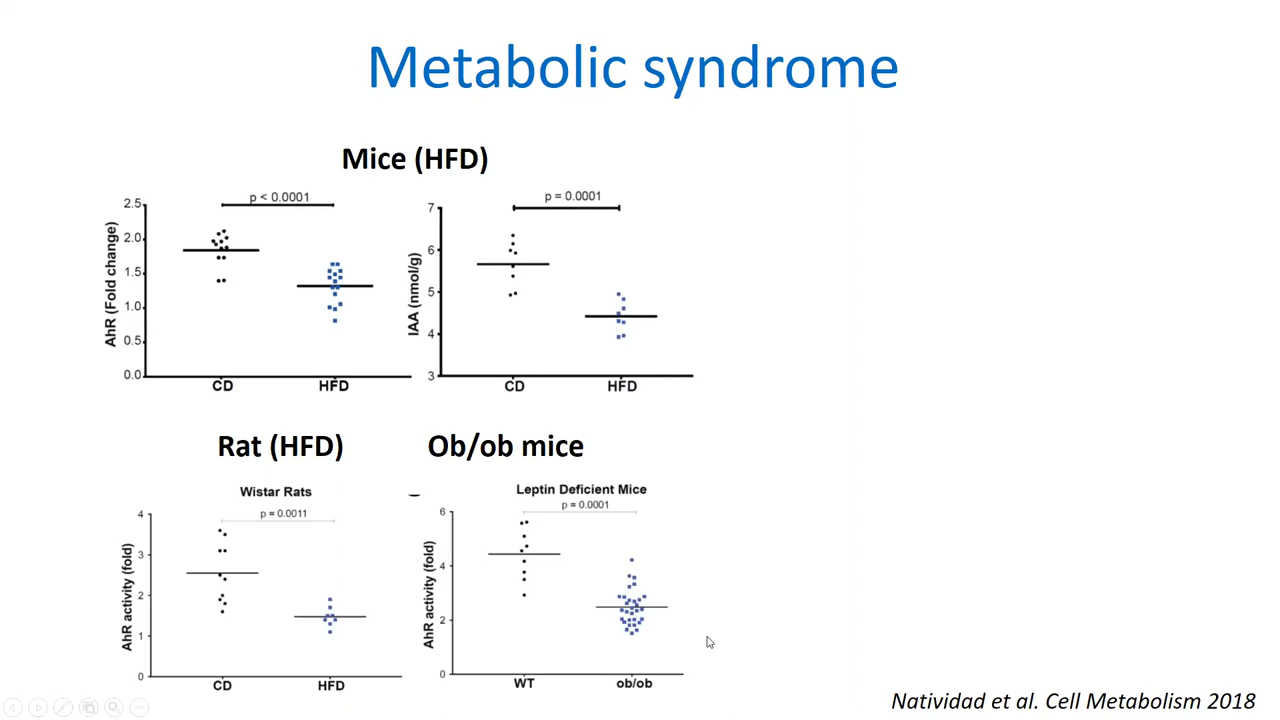 Metabolic syndrome
Mice (HFD)
p < 0.0001
2.5
2.0
1.5
1.0
0.5
0.0
AhR (Fold change)
CD
HFD
p = 0.0001
7
6
5
4
3
IAA (nmol/g)
CD
HFD
Rat (HFD)
Wistar Rats
p = 0.0011
4
3
2
1
0
AhR activity (fold)
CD
HFD
Ob/ob mice
Leptin Deficient Mice
p = 0.0001
6
4
2
0
AhR activity (fold)
WT
ob/ob
Natividad et al. Cell Metabolism 2018